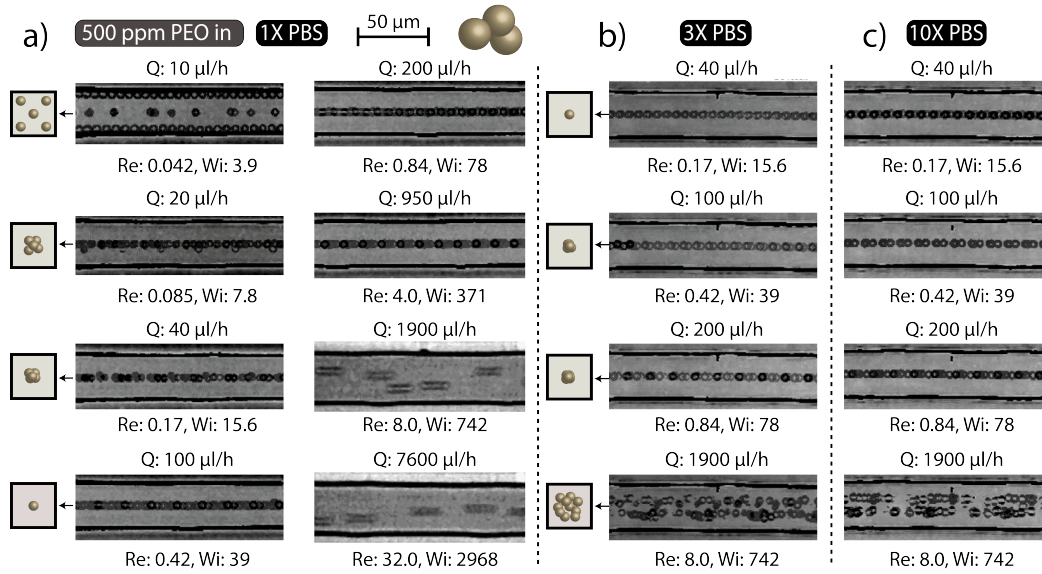 a) 500 ppm PEO in 1X PBS 50 µm
Q: 10 µl/h
Re: 0.042, Wi: 3.9
Q: 20 µl/h
Re: 0.085, Wi: 7.8
Q: 40 µl/h
Re: 0.17, Wi: 15.6
Q: 100 µl/h
Re: 0.42, Wi: 39
Q: 200 µl/h
Re: 0.84, Wi: 78
Q: 950 µl/h
Re: 4.0, Wi: 371
Q: 1900 µl/h
Re: 8.0, Wi: 742
Q: 7600 µl/h
Re: 32.0, Wi: 2968
b) 3X PBS
Q: 40 µl/h
Re: 0.17, Wi: 15.6
Q: 100 µl/h
Re: 0.42, Wi: 39
Q: 200 µl/h
Re: 0.84, Wi: 78
Q: 1900 µl/h
Re: 8.0, Wi: 742
c) 10X PBS
Q: 40 µl/h
Re: 0.17, Wi: 15.6
Q: 100 µl/h
Re: 0.42, Wi: 39
Q: 200 µl/h
Re: 0.84, Wi: 78
Q: 1900 µl/h
Re: 8.0, Wi: 742